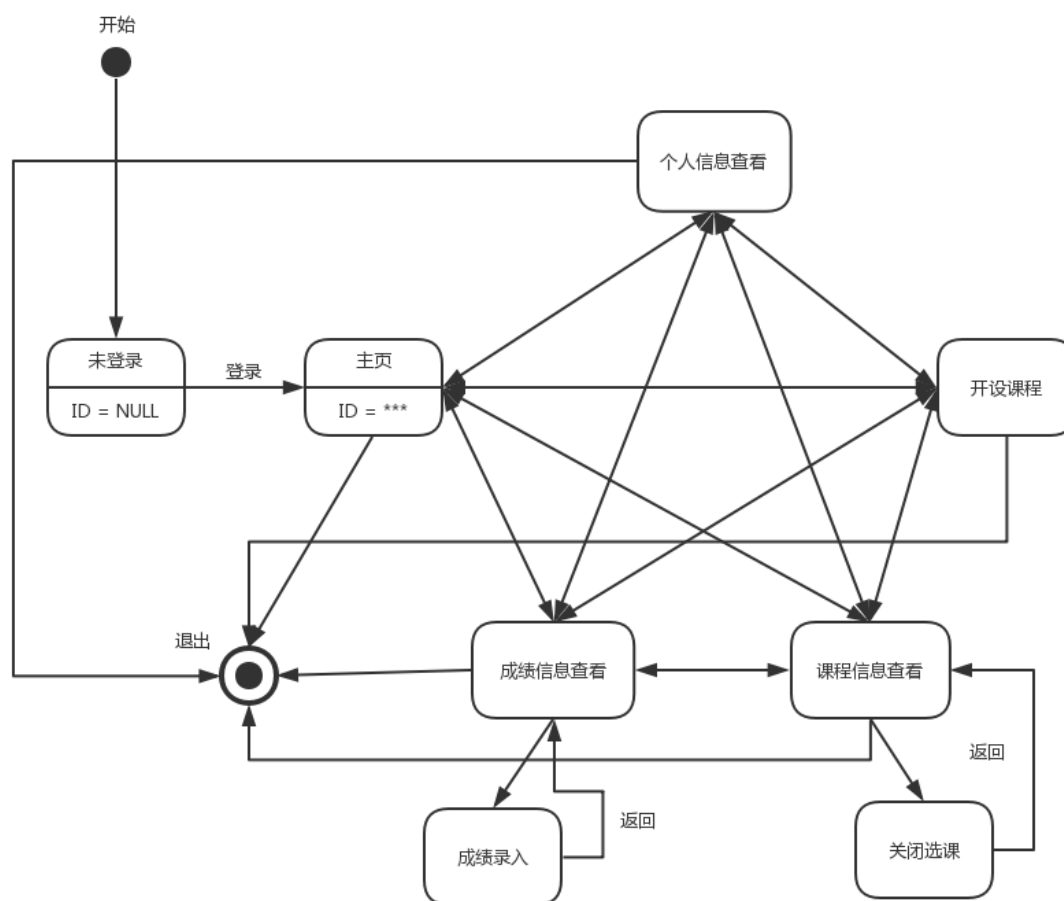 开始
个人信息查看
未登录
ID = NULL
登录
主页
ID = ***
开设课程
退出
成绩信息查看
课程信息查看
返回
返回
成绩录入
关闭选课